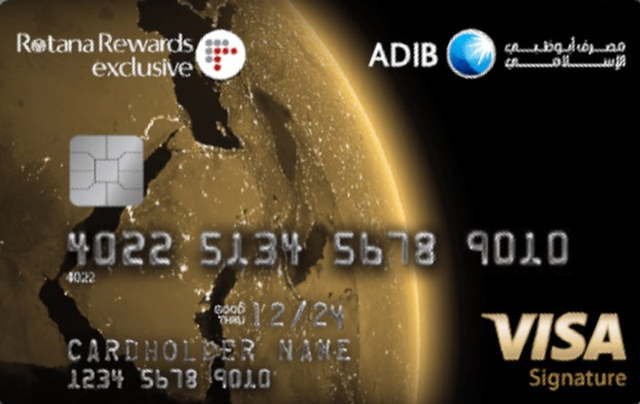 Rotana Rewards
exclusive
ADIB
مصرف أبوظبي
الإسلامي
4022 5134 5678 9010
4022
GOOD
THRU 12/24
CARDHOLDER NAME
1234 5678 9010
VISA
Signature